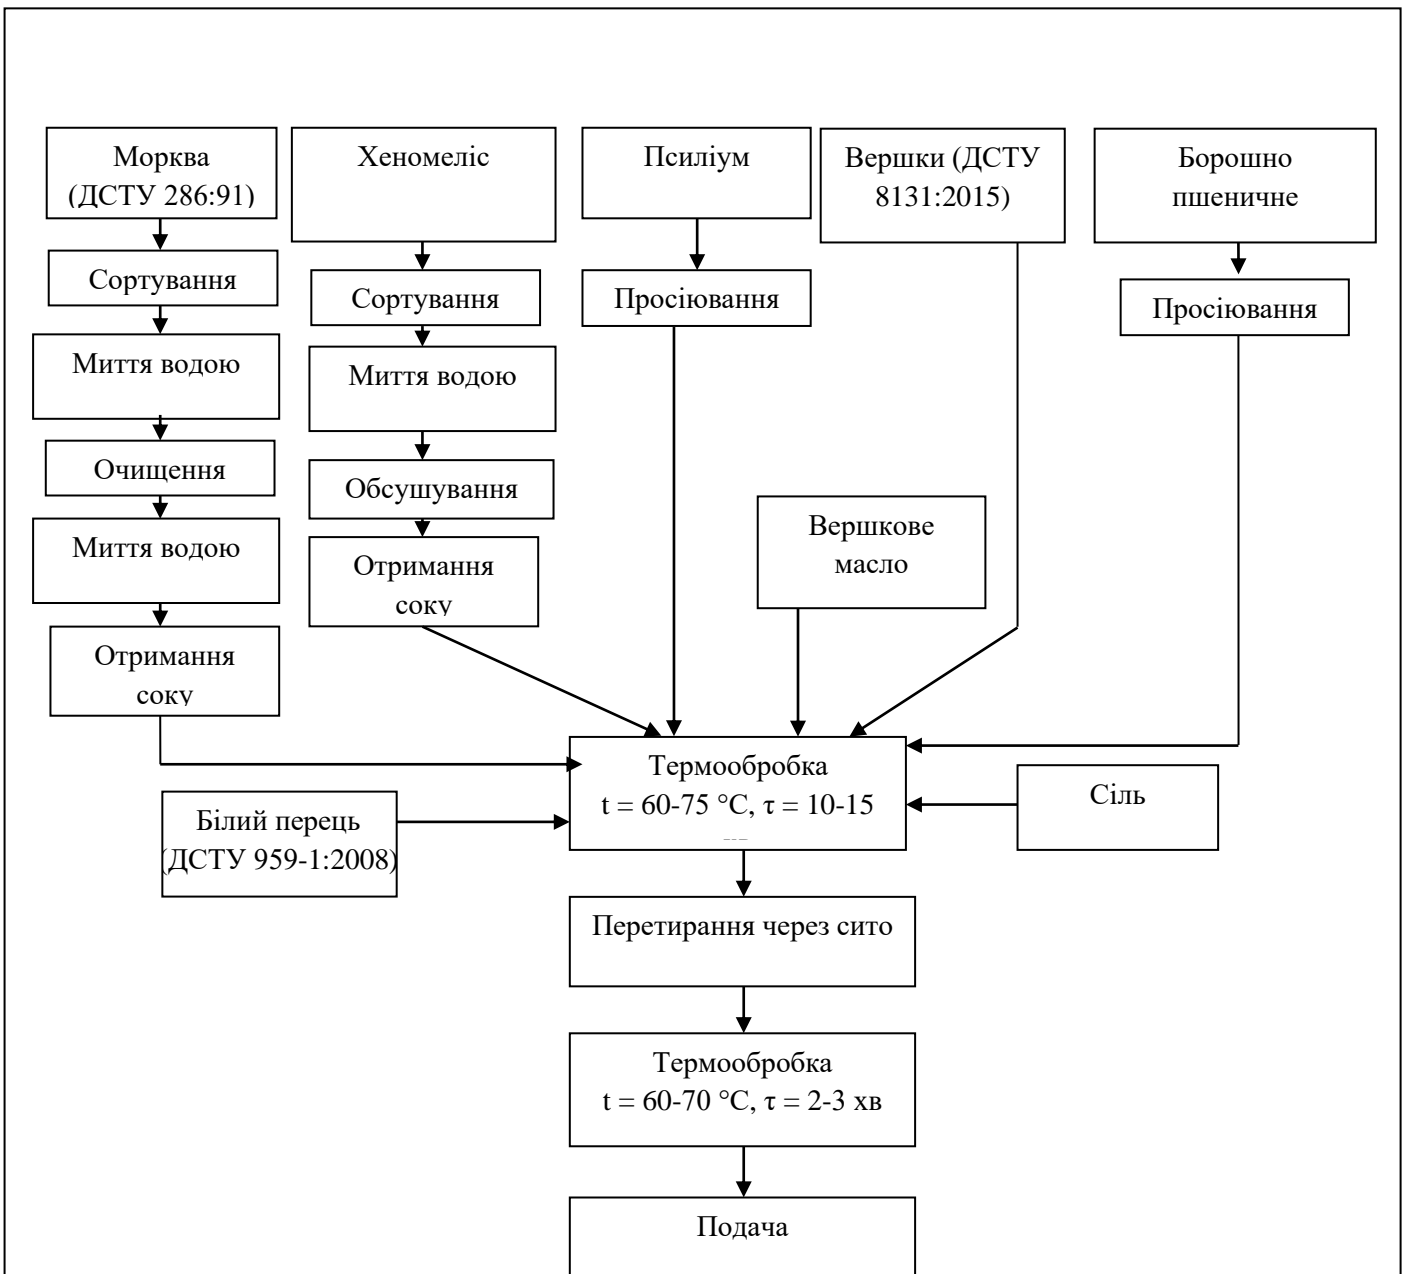 Морква
(ДСТУ 286:91)
Хеномеліс
Псиліум
Вершки (ДСТУ
8131:2015)
Борошно
пшеничне
Сортування
Сортування
Просіювання
Просіювання
Миття водою
Миття водою
Очищення
Обсушування
Миття водою
Вершкове
масло
Отримання
соку
Отримання
соку
Термообробка
t = 60-75 °C, τ = 10-15
Сіль
Білий перець
(ДСТУ 959-1:2008)
Перетирання через сито
Термообробка
t = 60-70 °C, τ = 2-3 хв
Подача